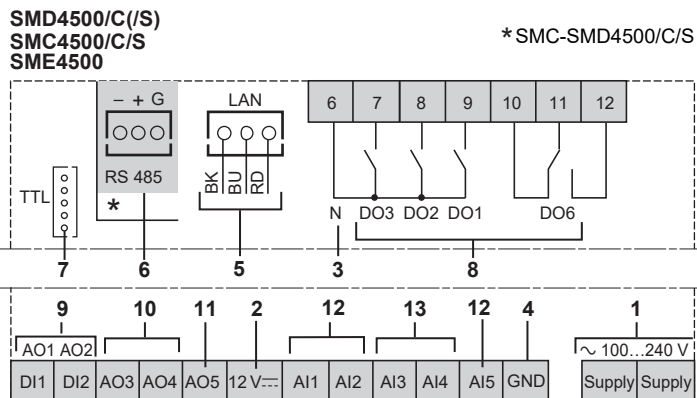 SMD4500/C(/S)
SMC4500/C/S
SME4500
* SMC-SMD4500/C/S
– + G
LAN
6 7 8 9 10 11 12
RS 485
BK BU RD
TTL
*
N DO3 DO2 DO1 DO6
7 6 5 3 8
9 10 11 2 12 13 12 4 1
AO1 AO2
~ 100...240 V
DI1 DI2 AO3 AO4 AO5 12 V⎓ AI1 AI2 AI3 AI4 AI5 GND Supply Supply